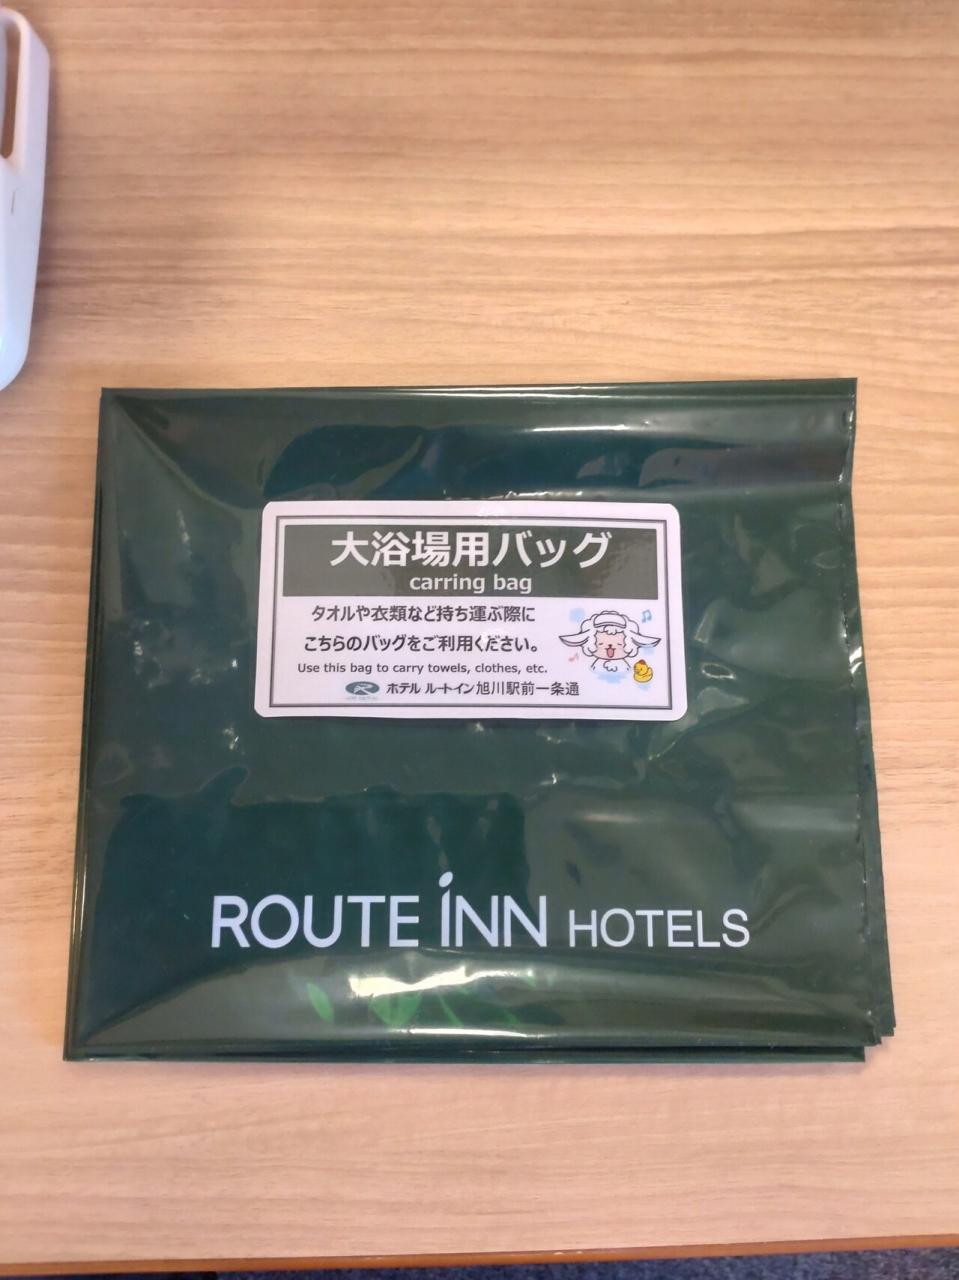 大浴場用バッグ
carring bag
タオルや衣類など持ち運ぶ際に
こちらのバッグをご利用ください。
Use this bag to carry towels, clothes, etc.
ホテル ルートイン旭川駅前一条通
ROUTE INN HOTELS